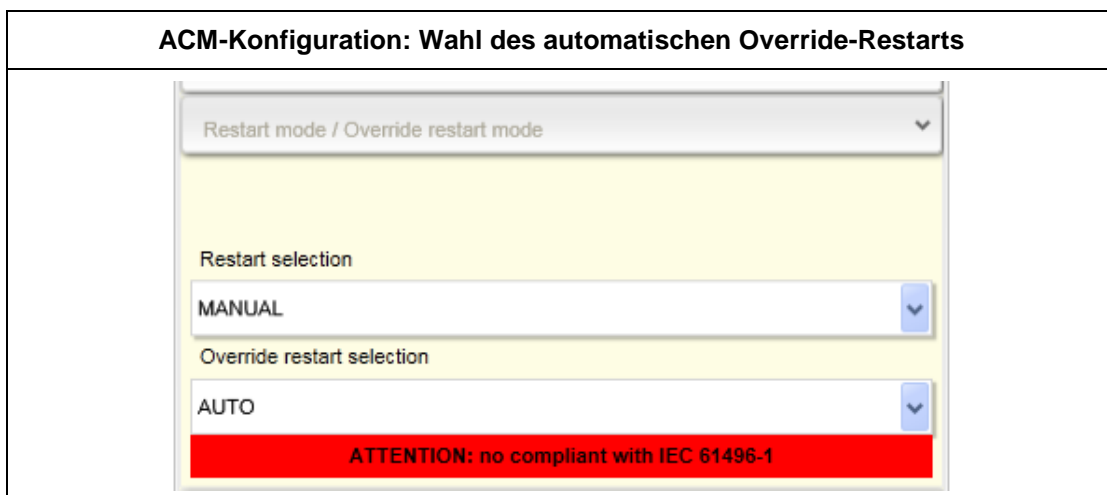 ACM-Konfiguration: Wahl des automatischen Override-Restarts
Restart mode / Override restart mode
Restart selection
MANUAL
Override restart selection
AUTO
ATTENTION: no compliant with IEC 61496-1